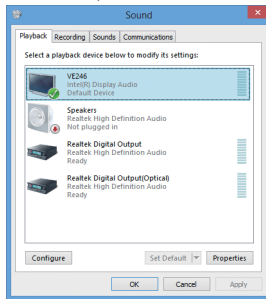 Sound
Playback Recording Sounds Communications
Select a playback device below to modify its settings:
VE246
Intel(R) Display Audio
Default Device
Speakers
Realtek High Definition Audio
Not plugged in
Realtek Digital Output
Realtek High Definition Audio
Ready
Realtek Digital Output(Optical)
Realtek High Definition Audio
Ready
Configure Set Default Properties
OK Cancel Apply